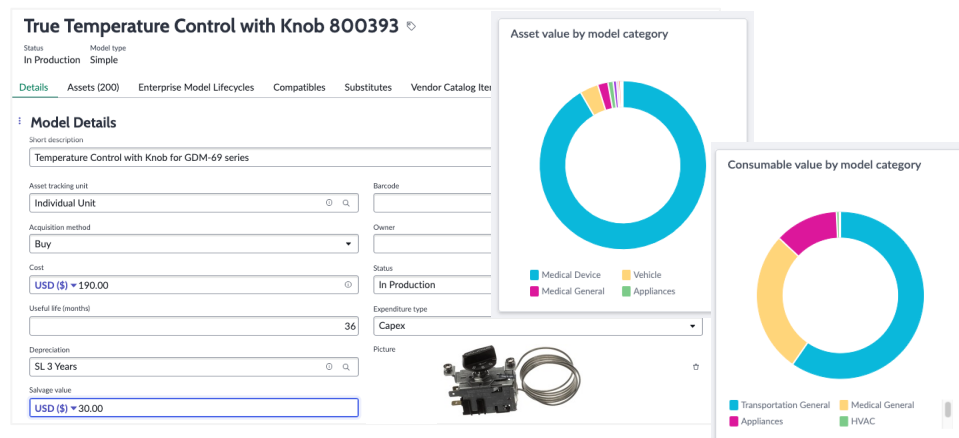 True Temperature Control with Knob 800393
Status
Model type
In Production
Simple
Details
Assets (200)
Enterprise Model Lifecycles
Compatibles
Substitutes
Vendor Catalog
Model Details
Short description
Temperature Control with Knob for GDM-69 series
Asset tracking unit
Individual Unit
Barcode
Acquisition method
Buy
Owner
Cost
USD ($) 190.00
Status
In Production
Useful life (months)
36
Expenditure type
Capex
Depreciation
SL 3 Years
Picture
Salvage value
USD ($) 30.00
Asset value by model category
Medical Device
Vehicle
Medical General
Appliances
Consumable value by model category
Transportation General
Medical General
Appliances
HVAC